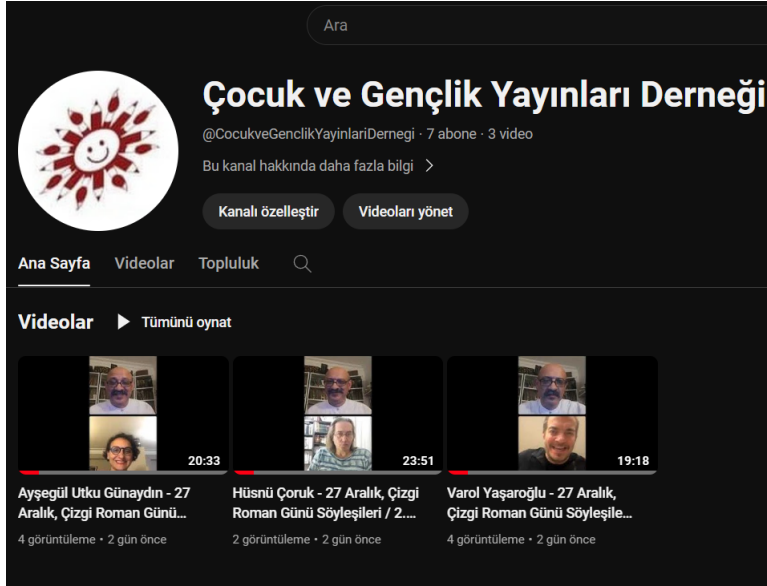 Ara
Çocuk ve Gençlik Yayınları Derneği
@CocukveGenclikYayinlariDernegi · 7 abone · 3 video
Bu kanal hakkında daha fazla bilgi
Kanalı özelleştir Videoları yönet
Ana Sayfa Videolar Topluluk
Videolar Tümünü oynat
20:33 23:51 19:18
Ayşegül Utku Günaydın - 27
Aralık, Çizgi Roman Günü...
4 görüntüleme • 2 gün önce
Hüsnü Çoruk - 27 Aralık, Çizgi
Roman Günü Söyleşileri / 2....
2 görüntüleme • 2 gün önce
Varol Yaşaroğlu - 27 Aralık,
Çizgi Roman Günü Söyleşile...
4 görüntüleme • 2 gün önce